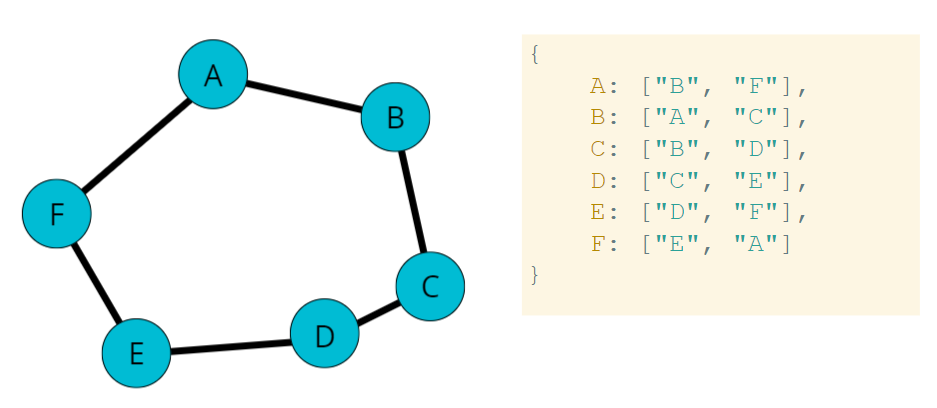 A
B
F
C
D
E
{
    A: ["B", "F"],
    B: ["A", "C"],
    C: ["B", "D"],
    D: ["C", "E"],
    E: ["D", "F"],
    F: ["E", "A"]
}